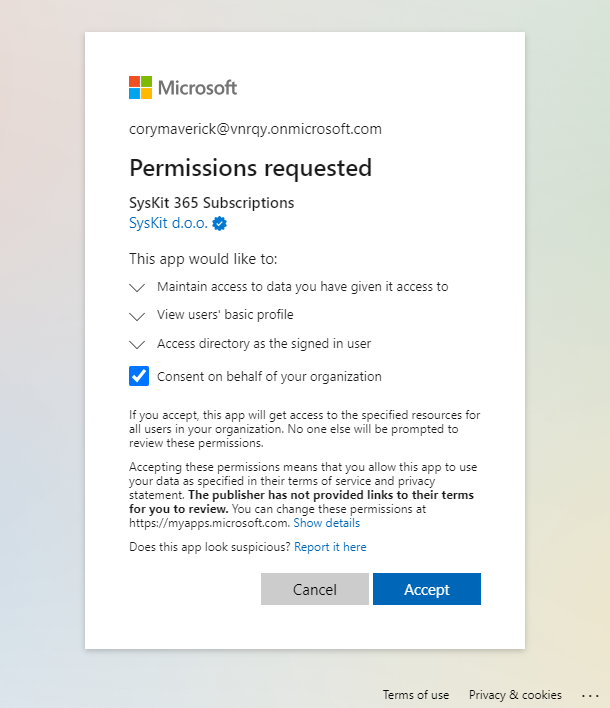 Microsoft
corymaverick@vnrqy.onmicrosoft.com
Permissions requested
SysKit 365 Subscriptions
SysKit d.o.o.
This app would like to:
Maintain access to data you have given it access to
View users' basic profile
Access directory as the signed in user
Consent on behalf of your organization
If you accept, this app will get access to the specified resources for
all users in your organization. No one else will be prompted to
review these permissions.
Accepting these permissions means that you allow this app to use
your data as specified in their terms of service and privacy
statement. The publisher has not provided links to their terms
for you to review. You can change these permissions at
https://myapps.microsoft.com. Show details
Does this app look suspicious? Report it here
Cancel Accept
Terms of use Privacy & cookies ...